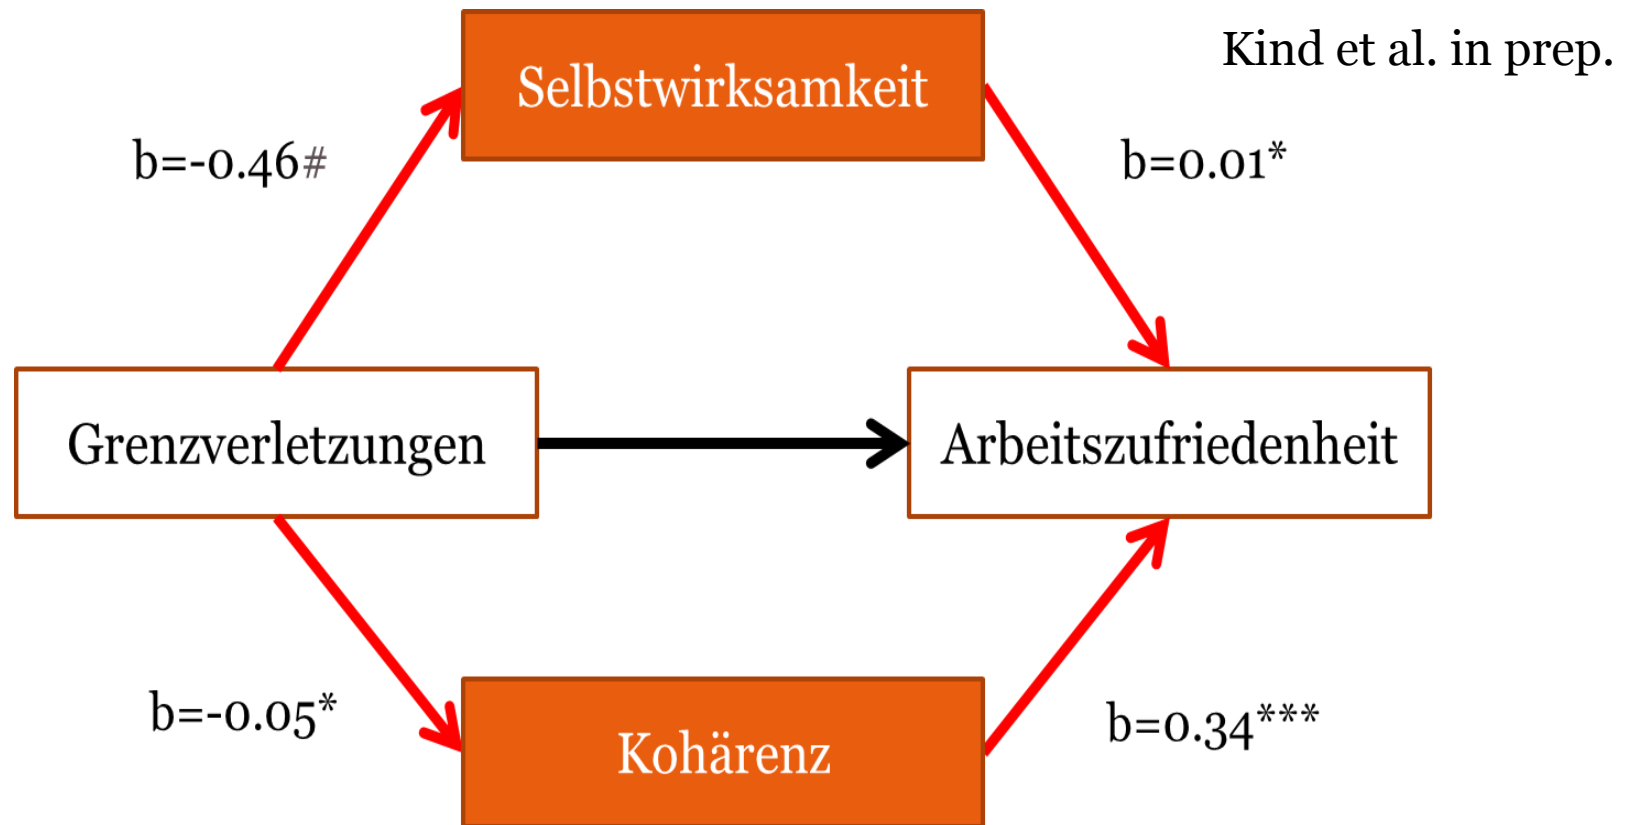 Kind et al. in prep.
Selbstwirksamkeit
b=-0.46#
b=0.01*
Grenzverletzungen
Arbeitszufriedenheit
b=-0.05*
b=0.34***
Kohärenz